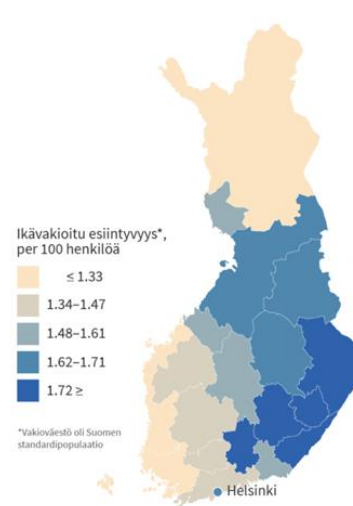 Ikävakioitu esiintyvyys*,
per 100 henkilöä
≤ 1.33
1.34–1.47
1.48–1.61
1.62–1.71
1.72 ≥
*Vakioväestö oli Suomen
standardipopulaatio
Helsinki